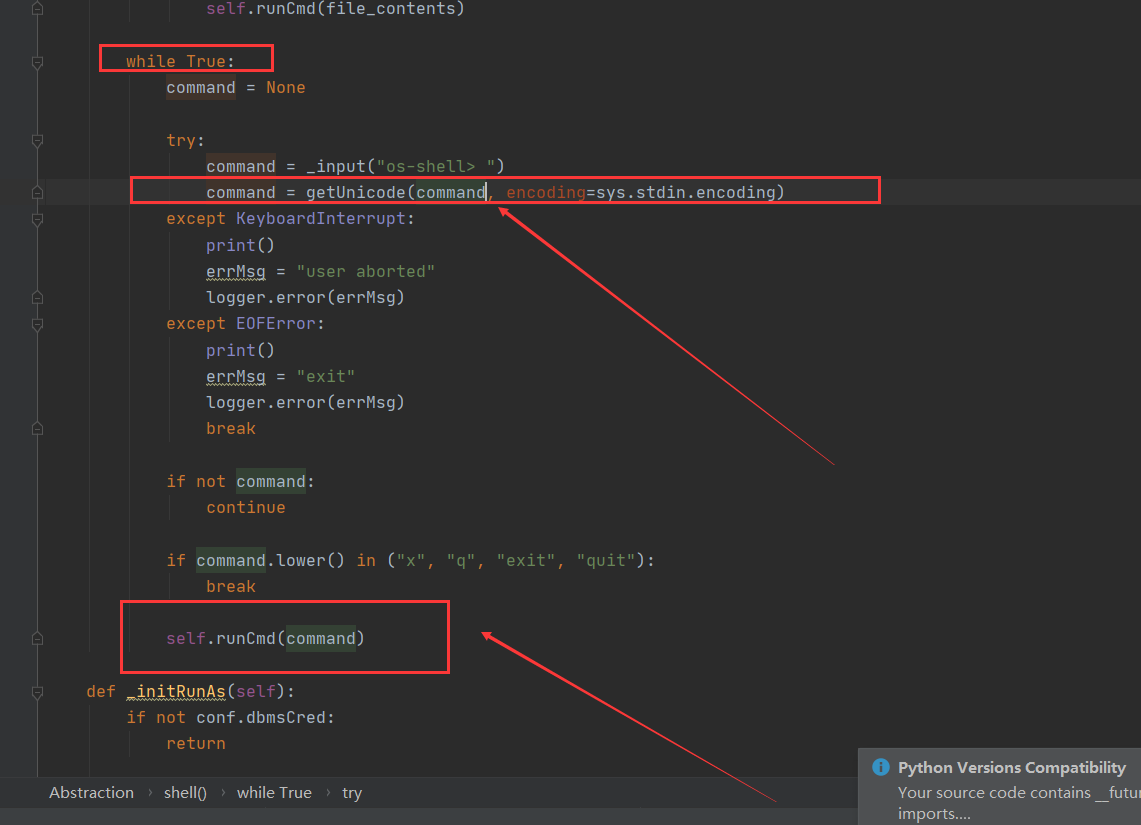 self.runCmd(file_contents)
while True:
command = None
try:
command = _input("os-shell> ")
command = getUnicode(command, encoding=sys.stdin.encoding)
except KeyboardInterrupt:
print()
errMsg = "user aborted"
logger.error(errMsg)
except EOFError:
print()
errMsg = "exit"
logger.error(errMsg)
break
if not command:
continue
if command.lower() in ("x", "q", "exit", "quit"):
break
self.runCmd(command)
def _initRunAs(self):
if not conf.dbmsCred:
return
Abstraction › shell() › while True › try
Python Versions Compatibility
Your source code contains __futur
imports....